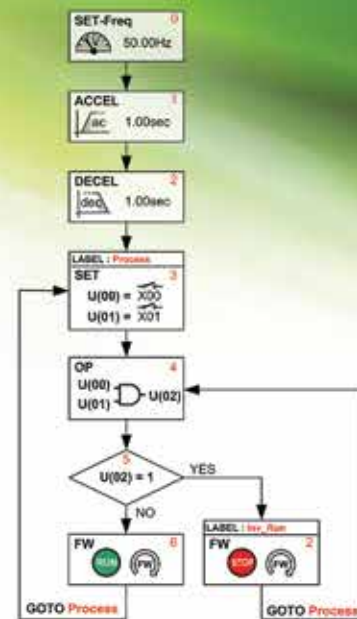 SET-Freq 0
50.00Hz
ACCEL 1
ac 1.00sec
DECEL 2
dec 1.00sec
LABEL : Process
SET 3
U(00) = X00
U(01) = X01
OP 4
U(00)
U(01) U(02)
5
U(02) = 1
YES
NO
FW 6
RUN FW
LABEL : Inv_Run
FW 2
STOP FW
GOTO Process
GOTO Process